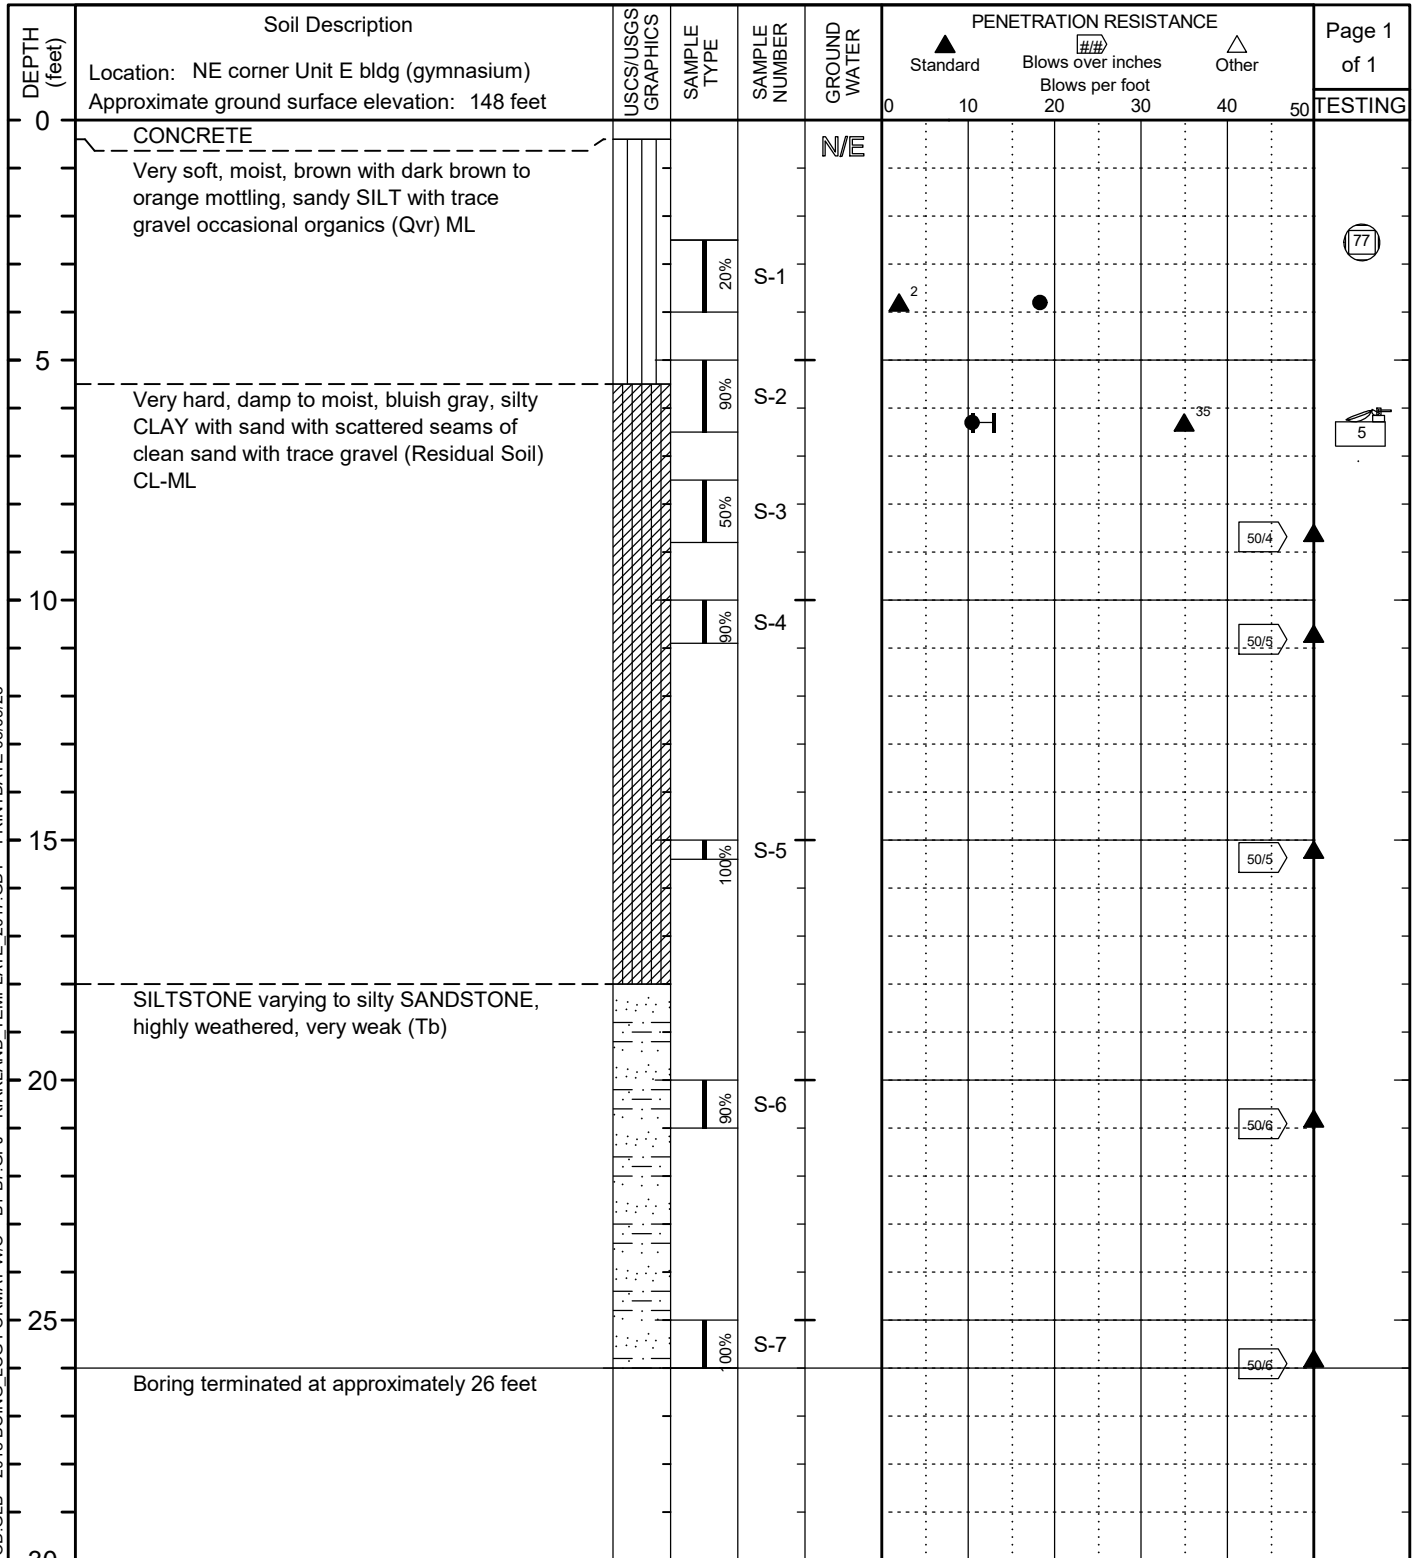 DEPTH
(feet)
Soil Description
Location: NE corner Unit E bldg (gymnasium)
Approximate ground surface elevation: 148 feet
USCS/USGS
GRAPHICS
SAMPLE
TYPE
SAMPLE
NUMBER
GROUND
WATER
PENETRATION RESISTANCE
Standard
#/#
Blows over inches
Blows per foot
Other
0 10 20 30 40 50
Page 1
of 1
TESTING
0
CONCRETE
N/E
Very soft, moist, brown with dark brown to
orange mottling, sandy SILT with trace
gravel occasional organics (Qvr) ML
77
20%
S-1
2
5
90%
S-2
Very hard, damp to moist, bluish gray, silty
CLAY with sand with scattered seams of
clean sand with trace gravel (Residual Soil)
CL-ML
35
5
50%
S-3
50/4
10
90%
S-4
50/5
15
100%
S-5
50/5
SILTSTONE varying to silty SANDSTONE,
highly weathered, very weak (Tb)
20
90%
S-6
50/6
25
100%
S-7
50/6
Boring terminated at approximately 26 feet
30